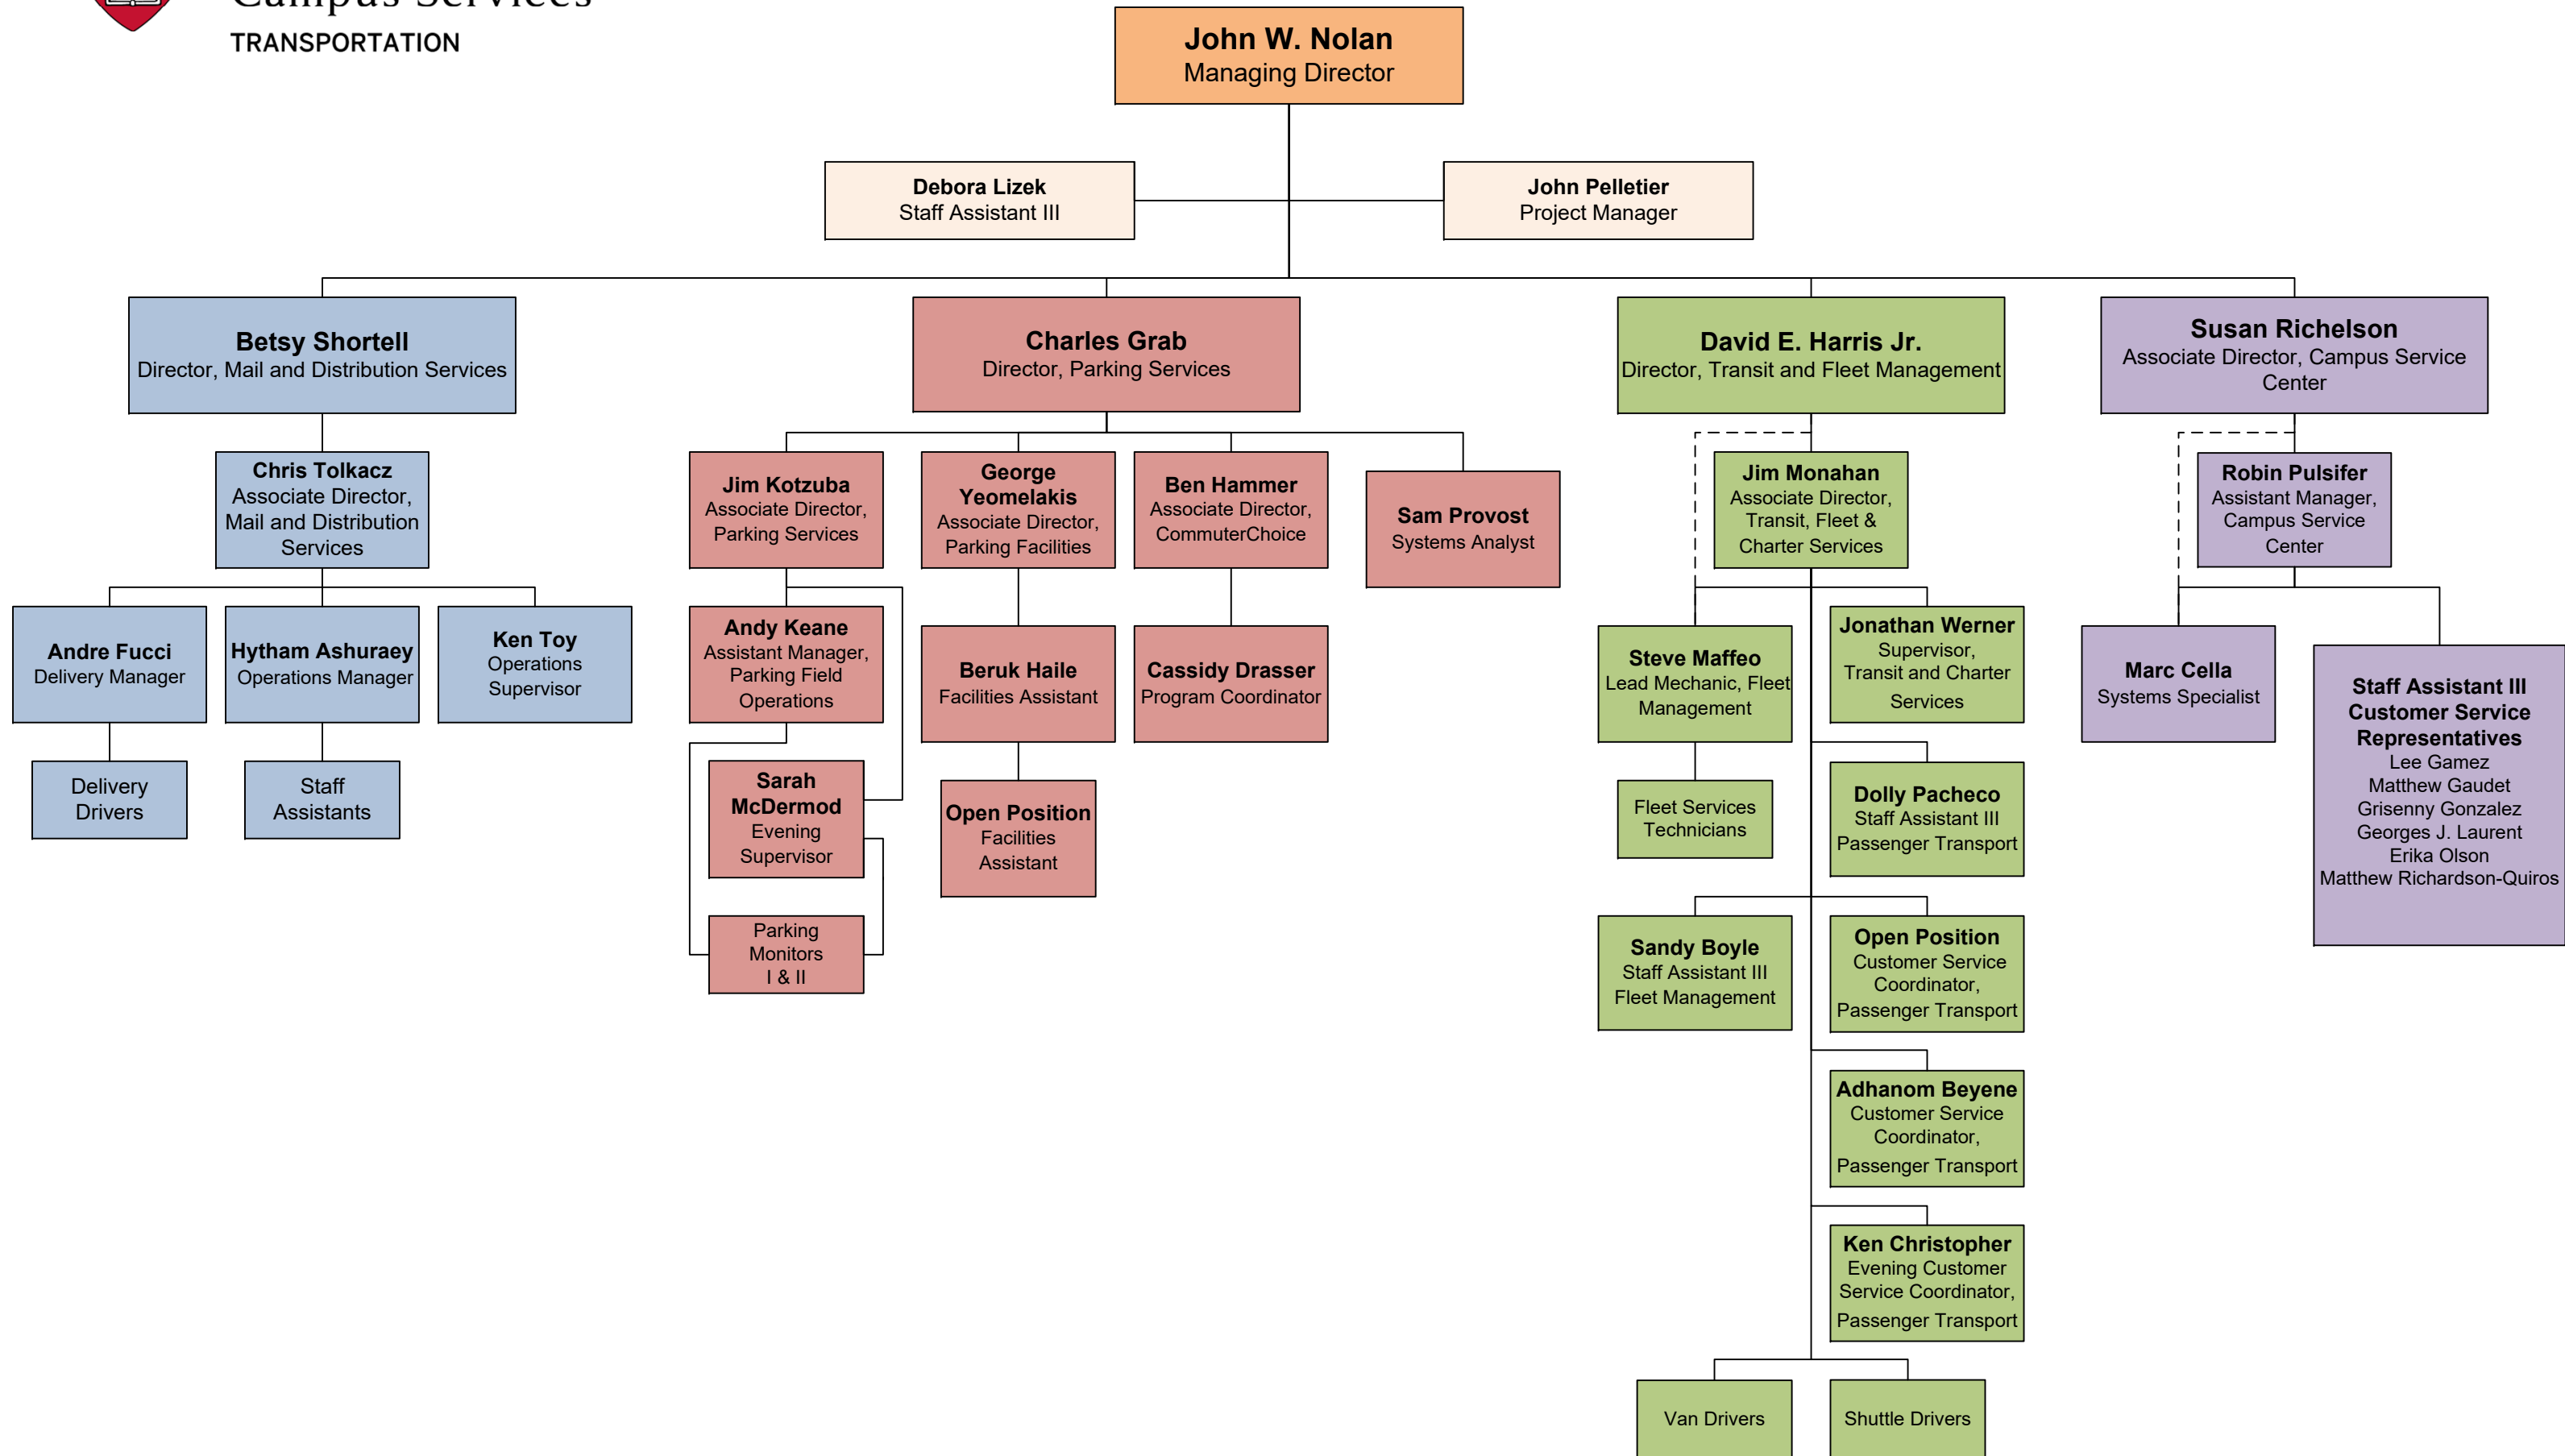 Campus Services
TRANSPORTATION
John W. Nolan
Managing Director
Debora Lizek
Staff Assistant III
John Pelletier
Project Manager
Betsy Shortell
Director, Mail and Distribution Services
Charles Grab
Director, Parking Services
David E. Harris Jr.
Director, Transit and Fleet Management
Susan Richelson
Associate Director, Campus Service
Center
Chris Tolkacz
Associate Director,
Mail and Distribution
Services
Jim Kotzuba
Associate Director,
Parking Services
George
Yeomelakis
Associate Director,
Parking Facilities
Ben Hammer
Associate Director,
CommuterChoice
Sam Provost
Systems Analyst
Jim Monahan
Associate Director,
Transit, Fleet &
Charter Services
Robin Pulsifer
Assistant Manager,
Campus Service
Center
Andre Fucci
Delivery Manager
Hytham Ashuraey
Operations Manager
Ken Toy
Operations
Supervisor
Andy Keane
Assistant Manager,
Parking Field
Operations
Beruk Haile
Facilities Assistant
Cassidy Drasser
Program Coordinator
Steve Maffeo
Lead Mechanic, Fleet
Management
Jonathan Werner
Supervisor,
Transit and Charter
Services
Marc Cella
Systems Specialist
Staff Assistant III
Customer Service
Representatives
Lee Gamez
Matthew Gaudet
Grisenny Gonzalez
Georges J. Laurent
Erika Olson
Matthew Richardson-Quiros
Delivery
Drivers
Staff
Assistants
Sarah
McDermod
Evening
Supervisor
Open Position
Facilities
Assistant
Fleet Services
Technicians
Dolly Pacheco
Staff Assistant III
Passenger Transport
Parking
Monitors
I & II
Sandy Boyle
Staff Assistant III
Fleet Management
Open Position
Customer Service
Coordinator,
Passenger Transport
Adhanom Beyene
Customer Service
Coordinator,
Passenger Transport
Ken Christopher
Evening Customer
Service Coordinator,
Passenger Transport
Van Drivers
Shuttle Drivers